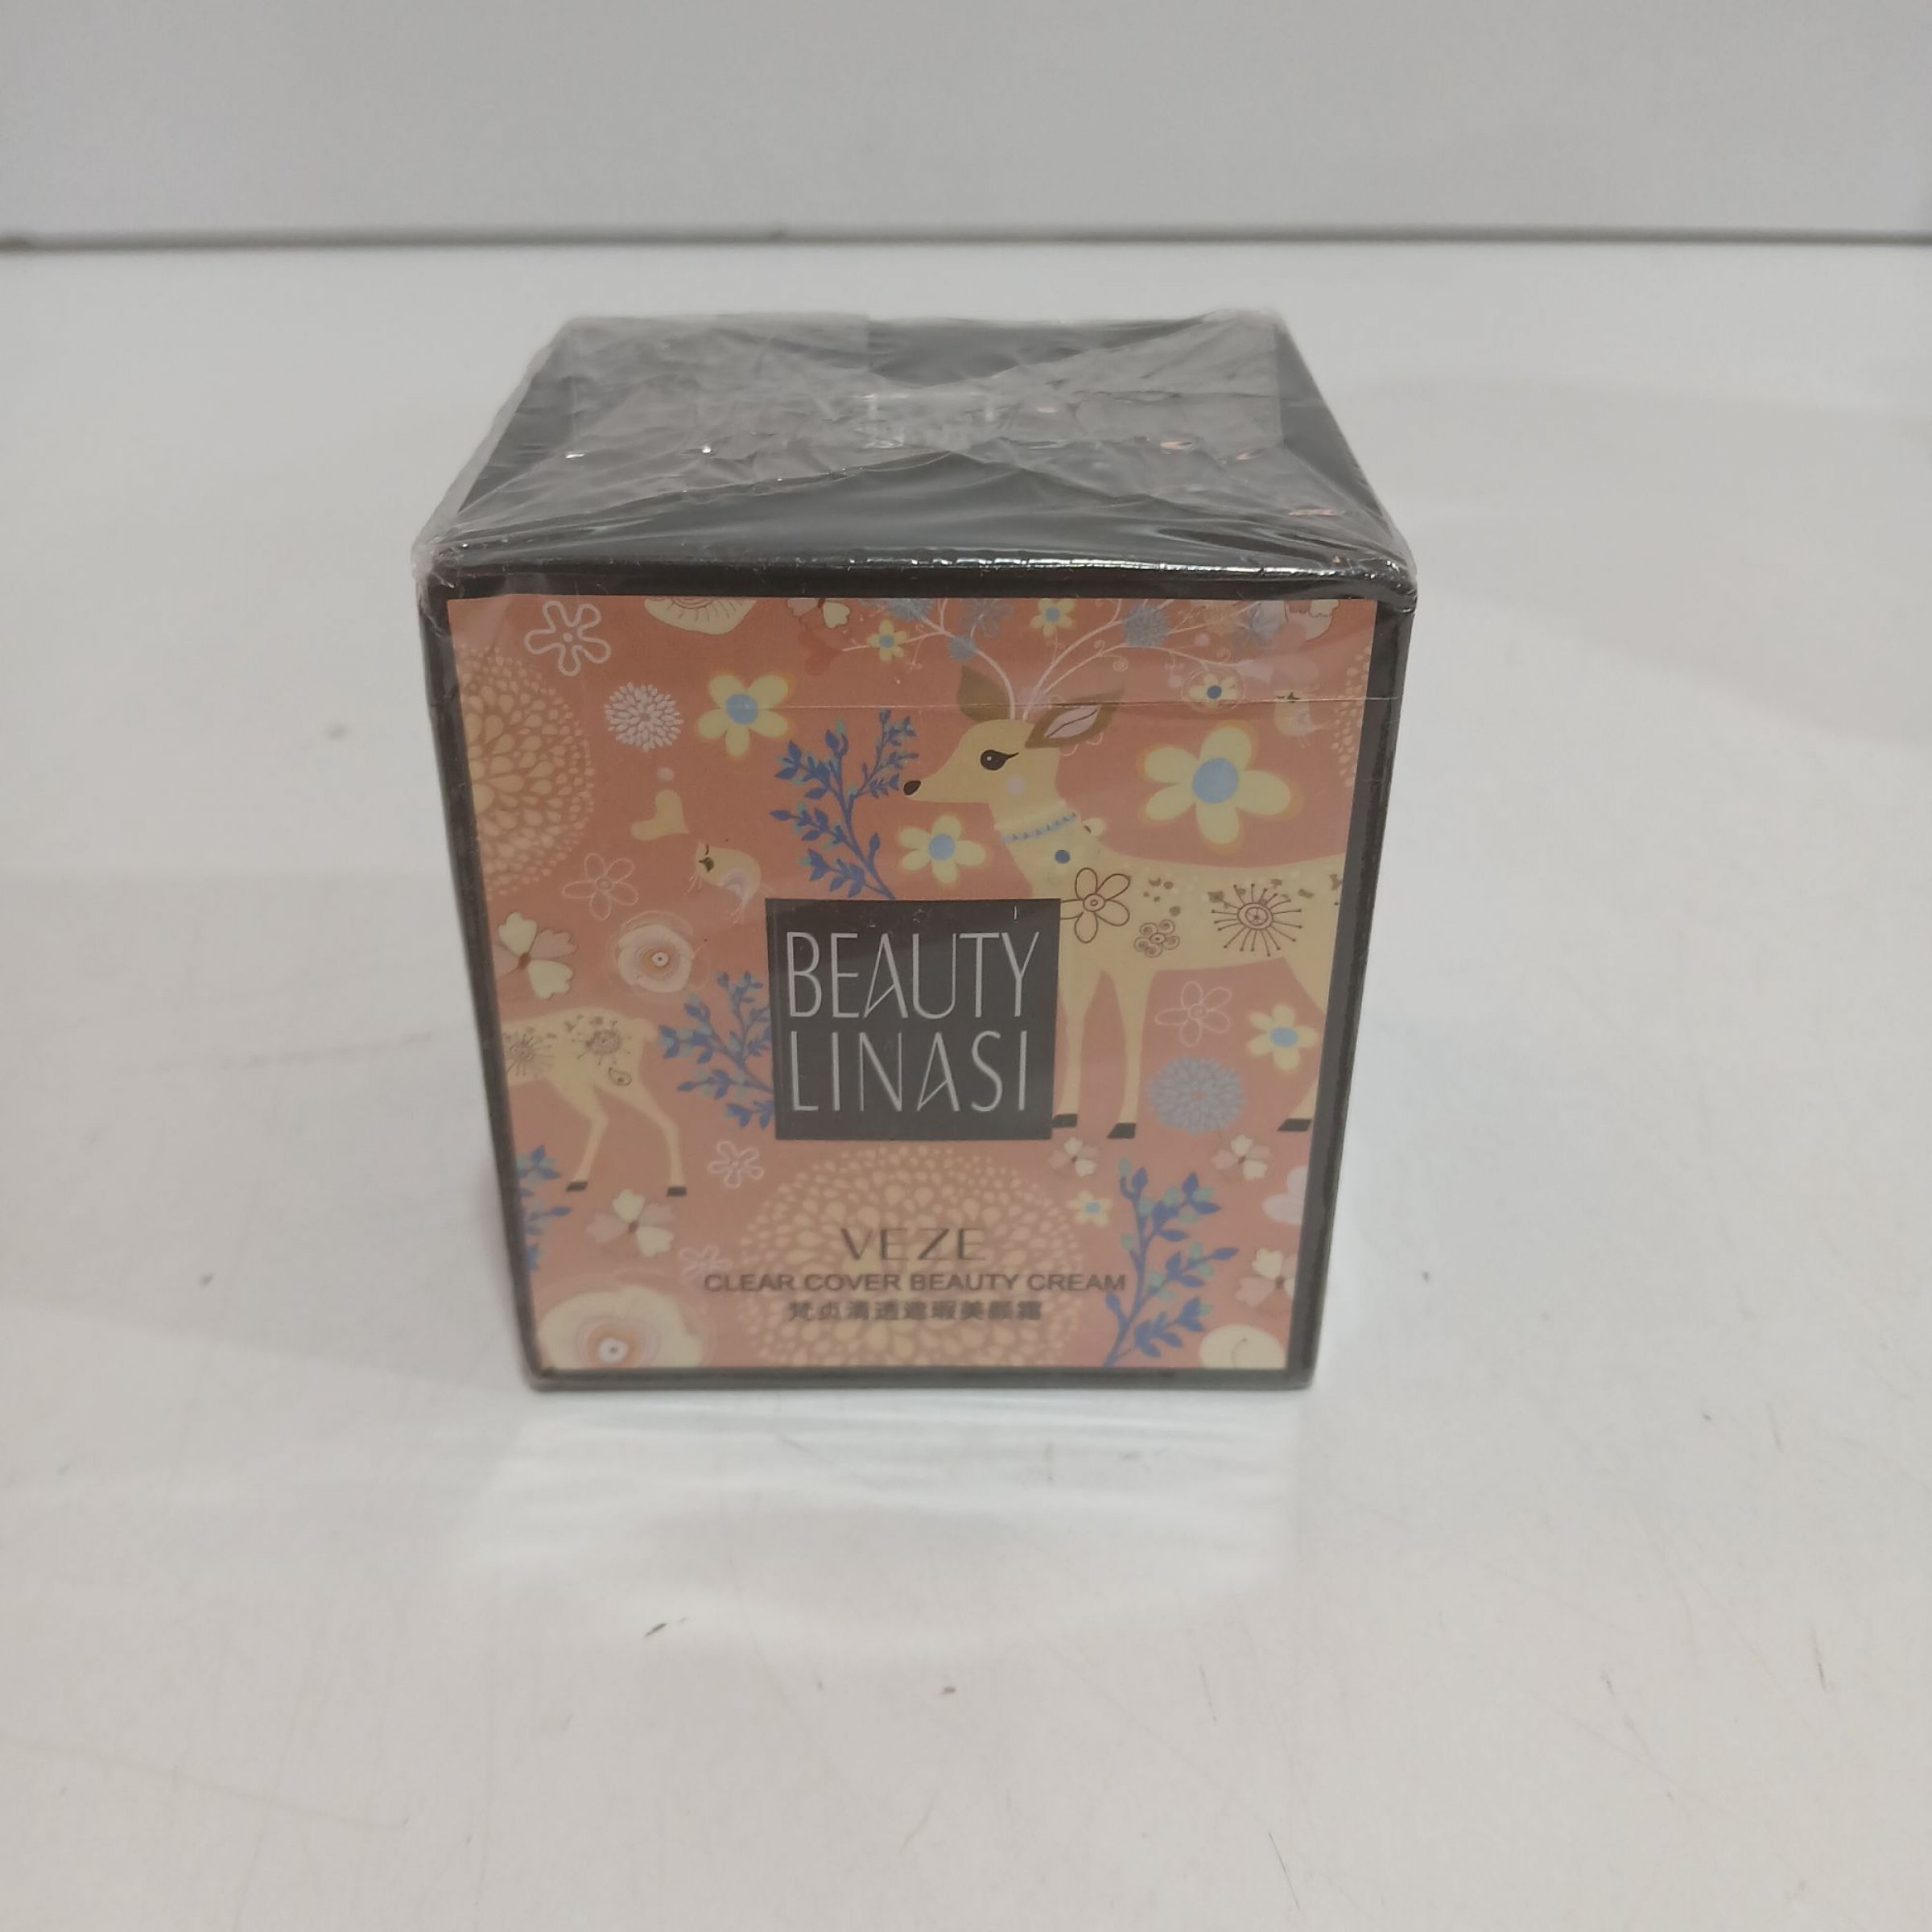 BEAUTY
LINASI
VEZE
CLEAR COVER BEAUTY CREAM
梵贞清透遮瑕美颜霜